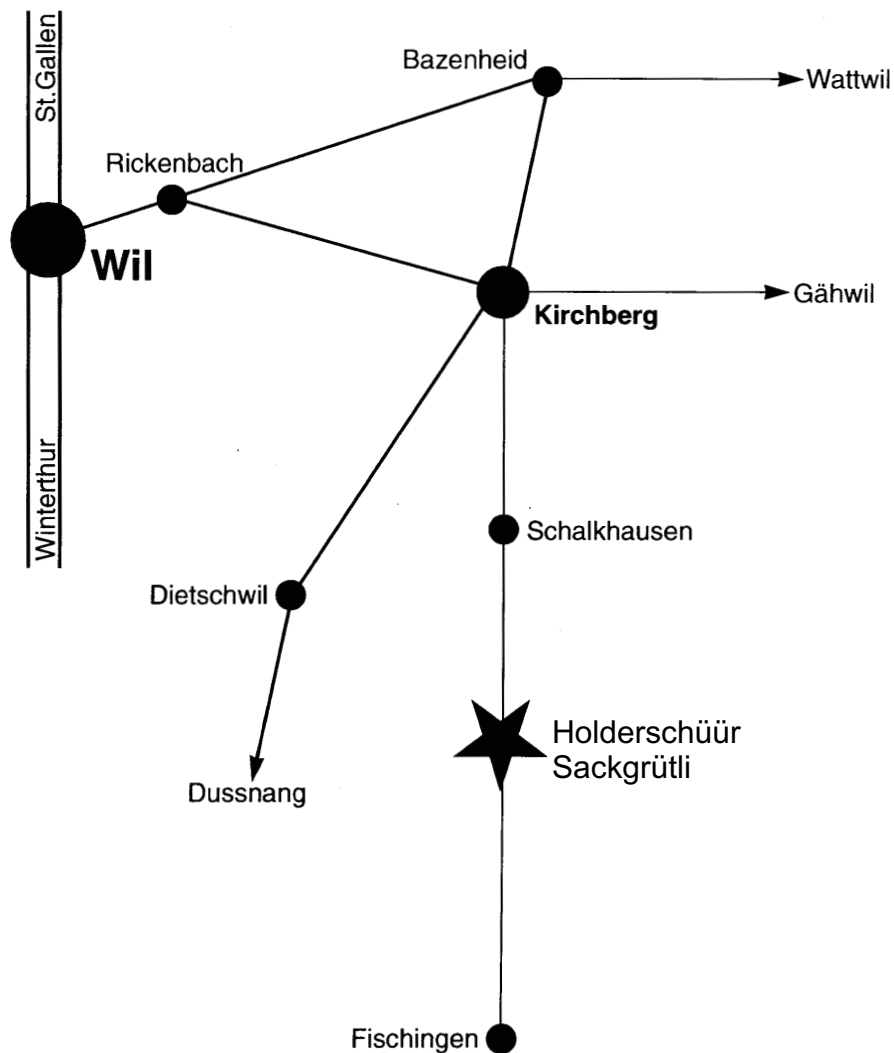 St.Gallen
Bazenheid
Wattwil
Rickenbach
Wil
Gähwil
Kirchberg
Winterthur
Schalkhausen
Dietschwil
Holderschüür
Sackgrütli
Dussnang
Fischingen